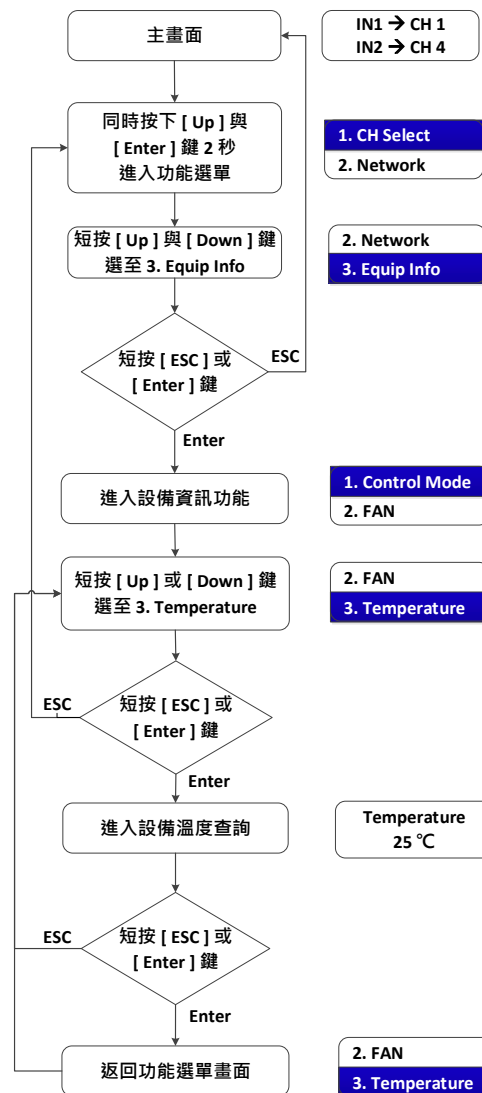 主畫面
IN1 → CH 1
IN2 → CH 4
同時按下 [ Up ] 與
[ Enter ] 鍵 2 秒
進入功能選單
1. CH Select
2. Network
短按 [ Up ] 與 [ Down ] 鍵
選至 3. Equip Info
2. Network
3. Equip Info
短按 [ ESC ] 或
[ Enter ] 鍵
ESC
Enter
進入設備資訊功能
1. Control Mode
2. FAN
短按 [ Up ] 或 [ Down ] 鍵
選至 3. Temperature
2. FAN
3. Temperature
ESC
短按 [ ESC ] 或
[ Enter ] 鍵
Enter
進入設備溫度查詢
Temperature
25 ℃
ESC
短按 [ ESC ] 或
[ Enter ] 鍵
Enter
返回功能選單畫面
2. FAN
3. Temperature